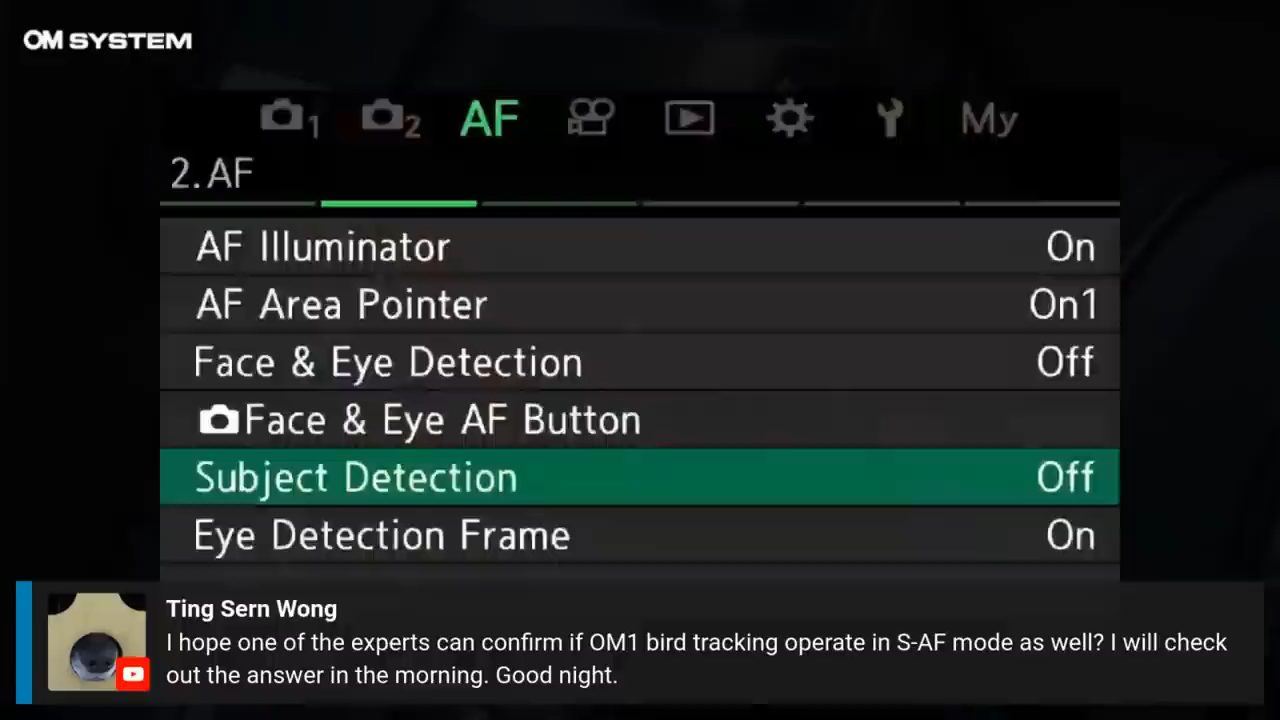 OM SYSTEM
1 2 AF My
2. AF
AF Illuminator On
AF Area Pointer On1
Face & Eye Detection Off
Face & Eye AF Button
Subject Detection Off
Eye Detection Frame On
Ting Sern Wong
I hope one of the experts can confirm if OM1 bird tracking operate in S-AF mode as well? I will check
out the answer in the morning. Good night.